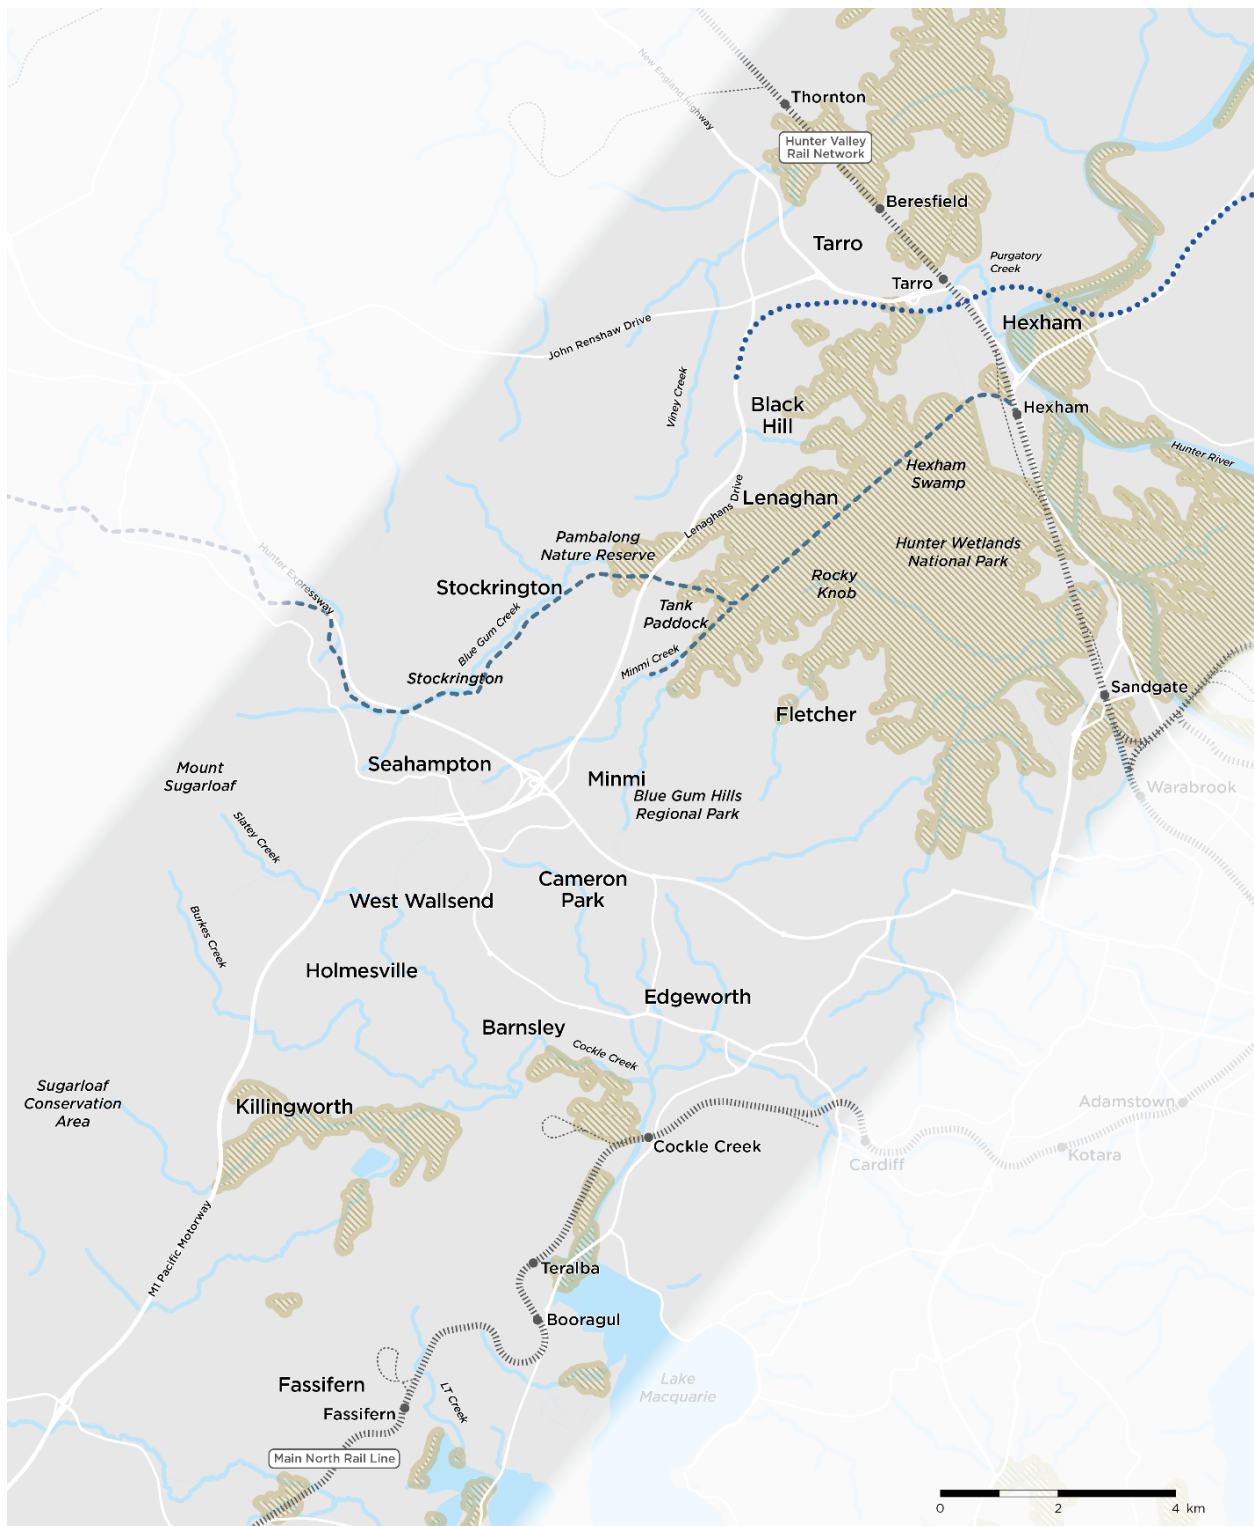 New England Highway
Thornton
Hunter Valley
Rail Network
Beresfield
Tarro
Purgatory
Creek
Tarro
Hexham
John Renshaw Drive
Viney Creek
Black
Hill
Hexham
Hunter River
Hexham
Swamp
Lenaghan
Lenaghans Drive
Pambalong
Nature Reserve
Hunter Wetlands
National Park
Hunter Expressway
Stockrington
Rocky
Knob
Tank
Paddock
Blue Gum Creek
Minmi Creek
Stockrington
Sandgate
Fletcher
Seahampton
Mount
Sugarloaf
Minmi
Blue Gum Hills
Regional Park
Warabrook
Slatey Creek
Cameron
Park
West Wallsend
Burkes Creek
Holmesville
Edgeworth
Barnsley
Cockle Creek
Sugarloaf
Conservation
Area
Killingworth
Adamstown
Cockle Creek
Cardiff
Kotara
M1 Pacific Motorway
Teralba
Booragul
Fassifern
Lake
Macquarie
LT Creek
Fassifern
Main North Rail Line
0 2 4 km